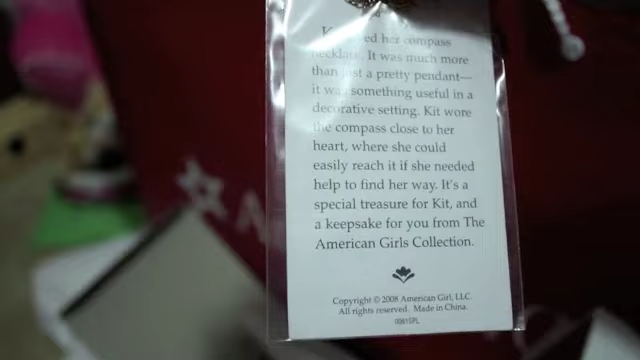 her compass
necklace. It was much more
than just a pretty pendant—
it was something useful in a
decorative setting. Kit wore
the compass close to her
heart, where she could
easily reach it if she needed
help to find her way. It's a
special treasure for Kit, and
a keepsake for you from The
American Girls Collection.
Copyright © 2008 American Girl, LLC.
All rights reserved. Made in China.